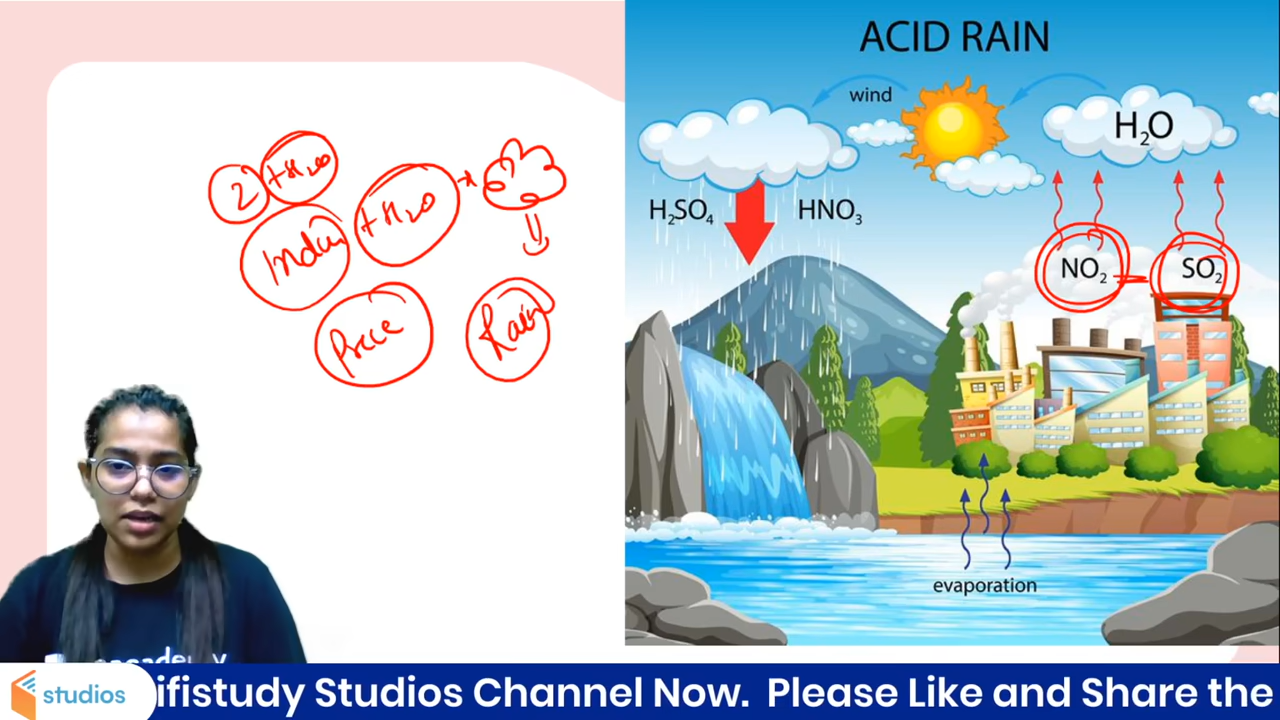 ACID RAIN
wind
H₂O
H₂SO₄
HNO₃
NO₂
SO₂
evaporation
2
+H₂O
+H₂O
Rain
studios
ifistudy Studios Channel Now. Please Like and Share the